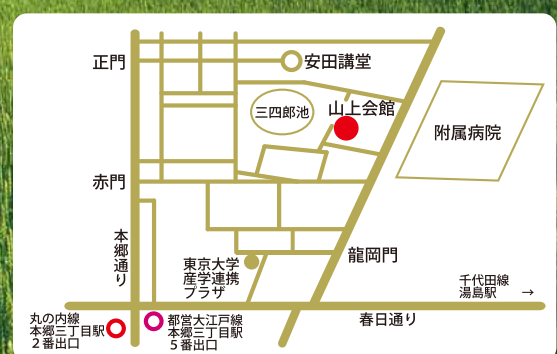 正門
安田講堂
三四郎池
山上会館
附属病院
赤門
本郷通り
龍岡門
東京大学
産学連携
プラザ
千代田線
湯島駅 →
春日通り
丸の内線
本郷三丁目駅
2番出口
都営大江戸線
本郷三丁目駅
5番出口